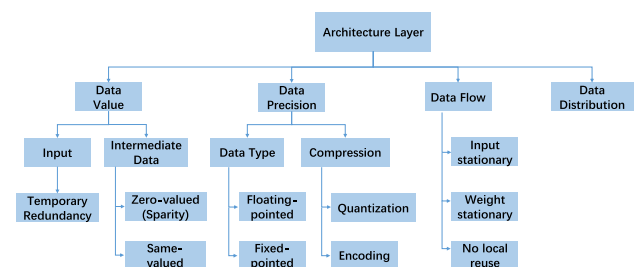 Architecture Layer
Data
Value
Data
Precision
Data Flow
Data
Distribution
Input
Intermediate
Data
Data Type
Compression
Input
stationary
Temporary
Redundancy
Zero-valued
(Sparity)
Floating-
pointed
Quantization
Weight
stationary
Same-
valued
Fixed-
pointed
Encoding
No local
reuse